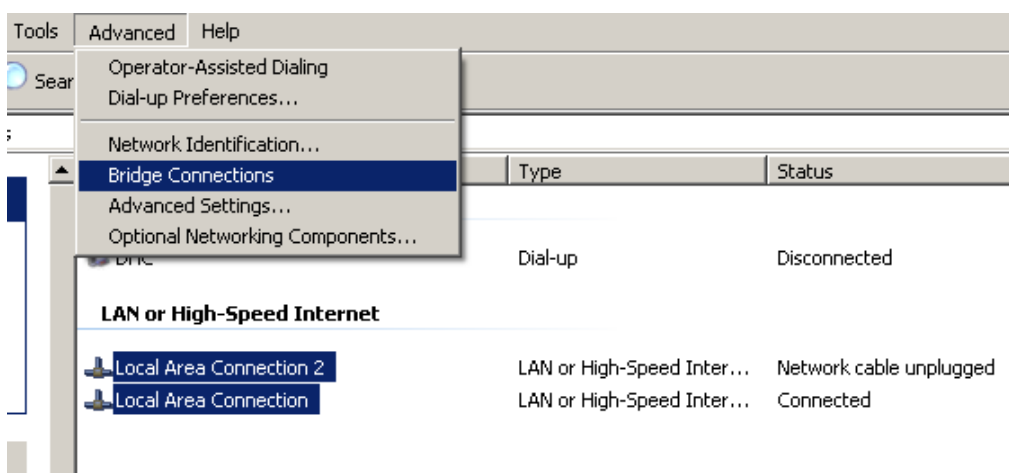 Tools Advanced Help
Sear
Operator-Assisted Dialing
Dial-up Preferences...
Network Identification...
Bridge Connections
Type Status
Advanced Settings...
Optional Networking Components...
Dial-up Disconnected
LAN or High-Speed Internet
Local Area Connection 2 LAN or High-Speed Inter... Network cable unplugged
Local Area Connection LAN or High-Speed Inter... Connected